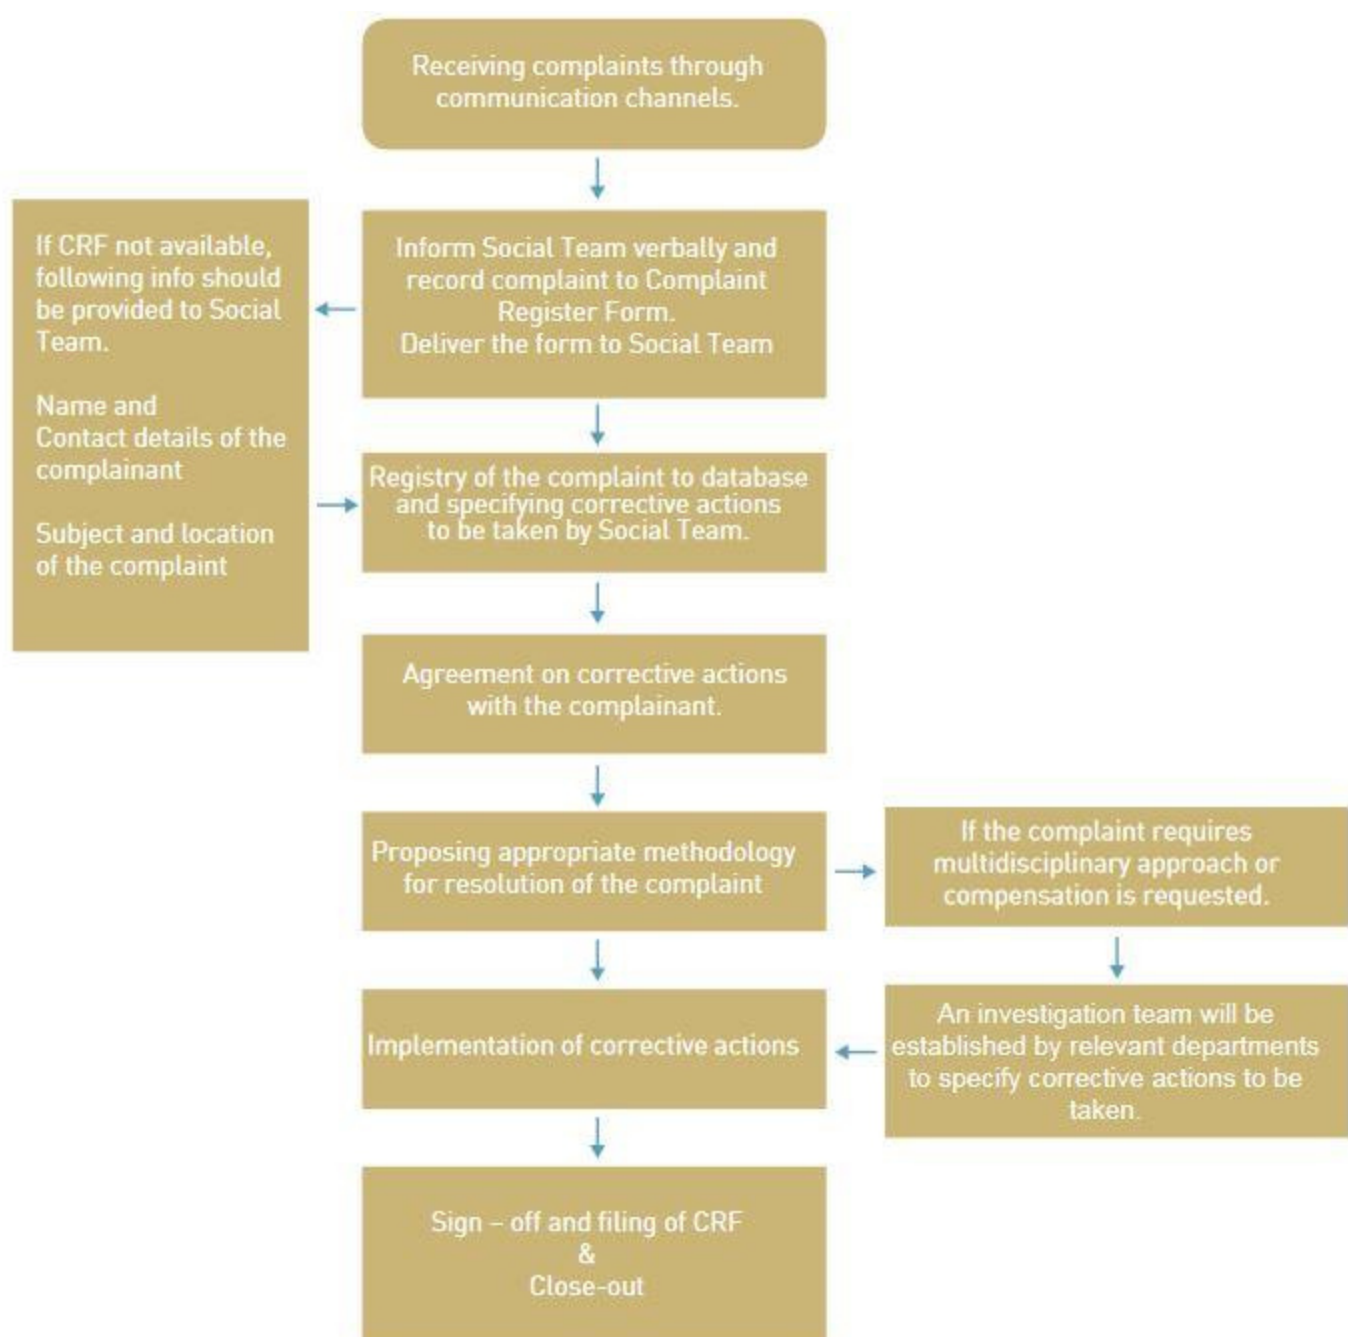 Receiving complaints through
communication channels.
If CRF not available,
following info should
be provided to Social
Team.
Name and
Contact details of the
complainant
Subject and location
of the complaint
Inform Social Team verbally and
record complaint to Complaint
Register Form.
Deliver the form to Social Team
Registry of the complaint to database
and specifying corrective actions
to be taken by Social Team.
Agreement on corrective actions
with the complainant.
Proposing appropriate methodology
for resolution of the complaint
If the complaint requires
multidisciplinary approach or
compensation is requested.
An investigation team will be
established by relevant departments
to specify corrective actions to be
taken.
Implementation of corrective actions
Sign – off and filing of CRF
&
Close-out